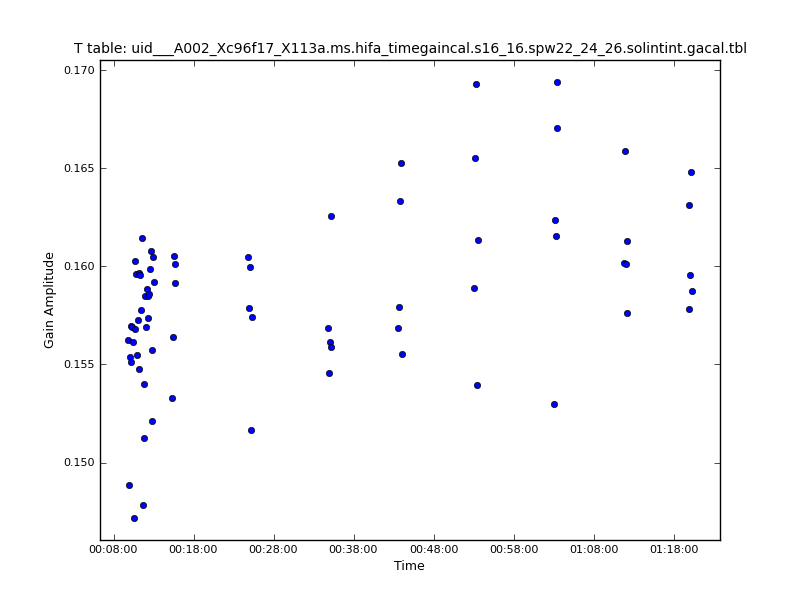 T table: uid___A002_Xc96f17_X113a.ms.hifa_timegaincal.s16_16.spw22_24_26.solintint.gacal.tbl
0.170
0.165
0.160
0.155
0.150
Gain Amplitude
00:08:00 00:18:00 00:28:00 00:38:00 00:48:00 00:58:00 01:08:00 01:18:00
Time